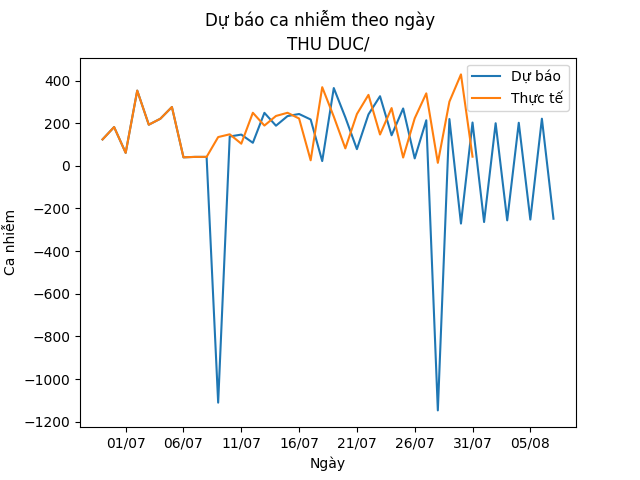 Dự báo ca nhiễm theo ngày
THU DUC/
Dự báo
Thực tế
400
200
0
−200
−400
−600
−800
−1000
−1200
Ca nhiễm
01/07 06/07 11/07 16/07 21/07 26/07 31/07 05/08
Ngày